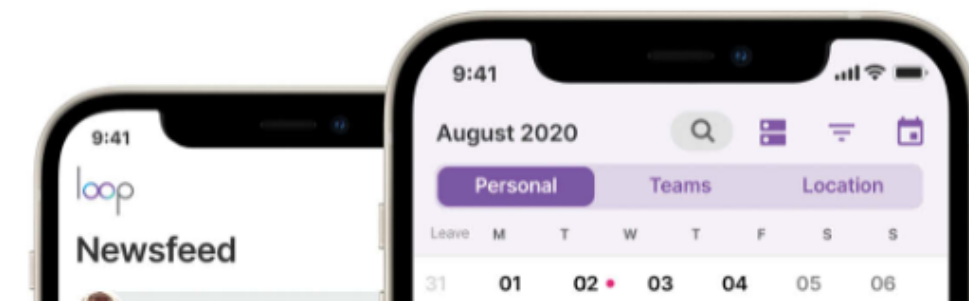 9:41
loop
Newsfeed
9:41
August 2020
Personal Teams Location
Leave M T W T F S S
31 01 02 03 04 05 06